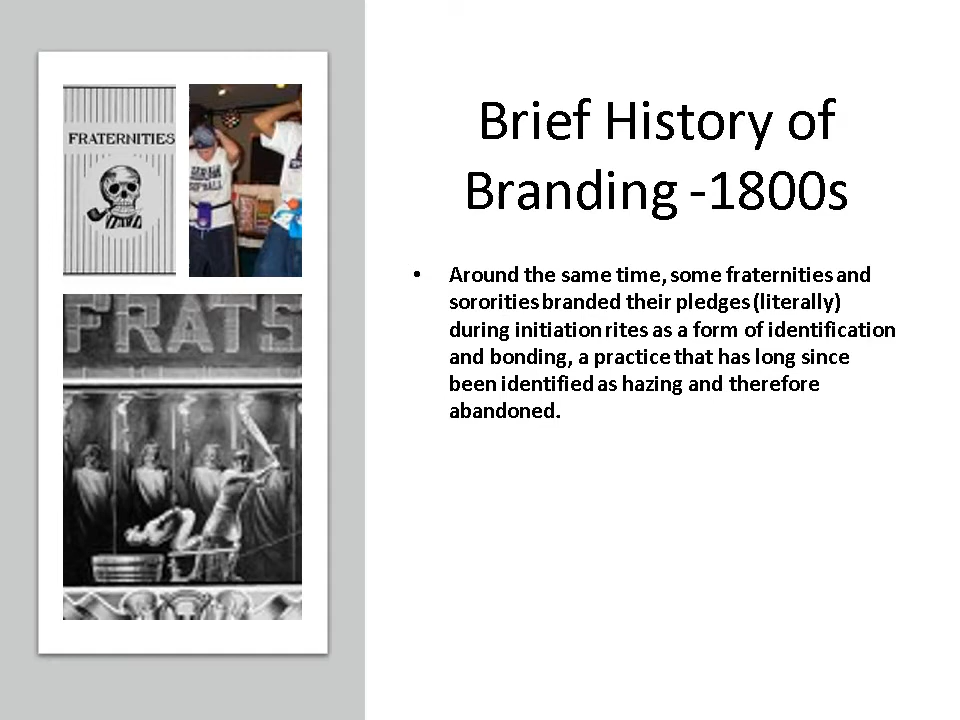 FRATERNITIES
FRATS
Brief History of
Branding -1800s
• Around the same time, some fraternities and
sororities branded their pledges (literally)
during initiation rites as a form of identification
and bonding, a practice that has long since
been identified as hazing and therefore
abandoned.